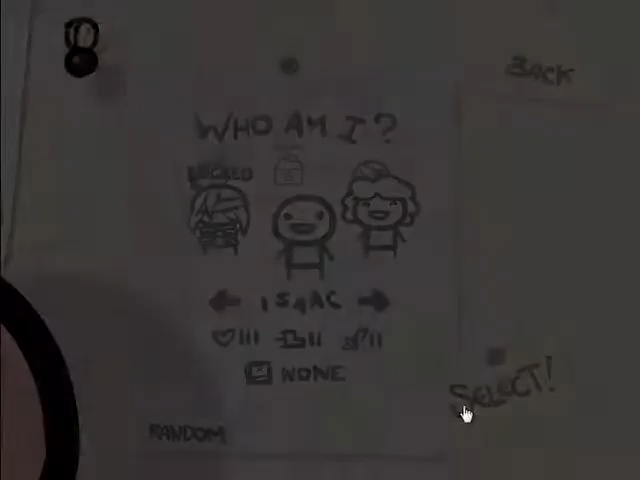 BACK
WHO AM I?
LOCKED
ISAAC
NONE
SELECT!
RANDOM